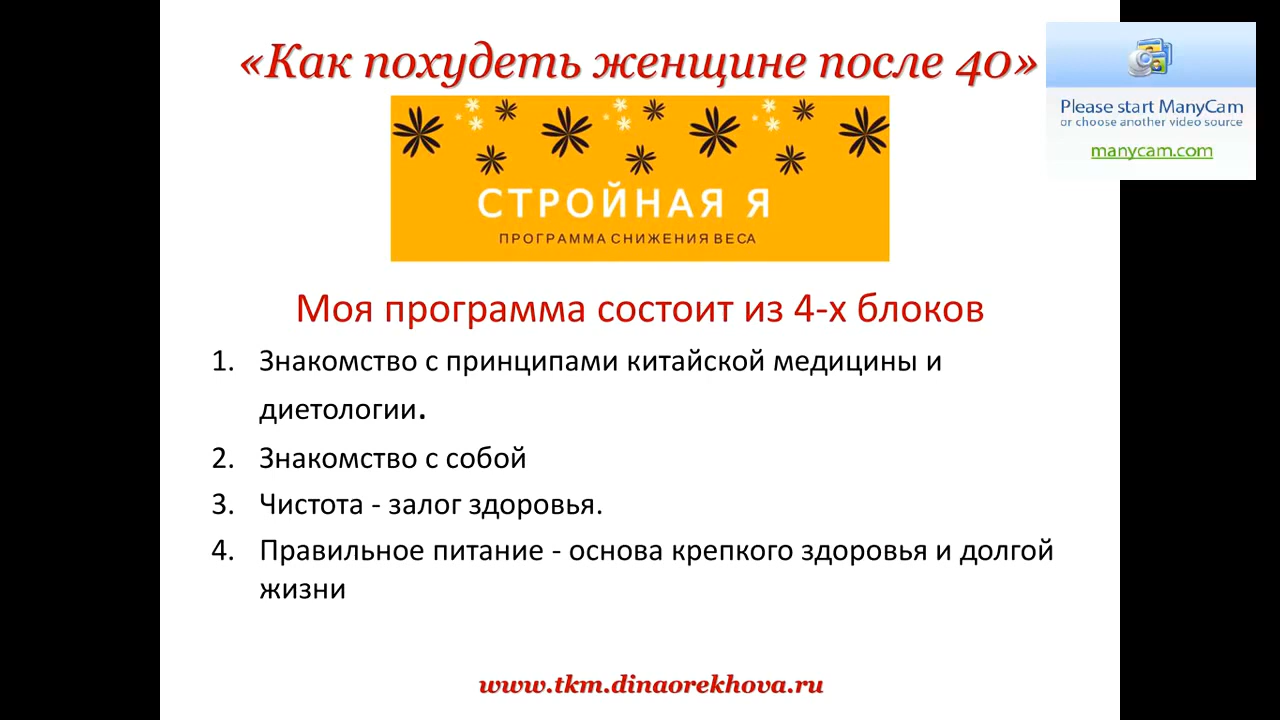 «Как похудеть женщине после 40»
Please start ManyCam
or choose another video source
manycam.com
СТРОЙНАЯ Я
ПРОГРАММА СНИЖЕНИЯ ВЕСА
Моя программа состоит из 4-х блоков
1. Знакомство с принципами китайской медицины и
диетологии.
2. Знакомство с собой
3. Чистота - залог здоровья.
4. Правильное питание - основа крепкого здоровья и долгой
жизни
www.tkm.dinaorekhova.ru